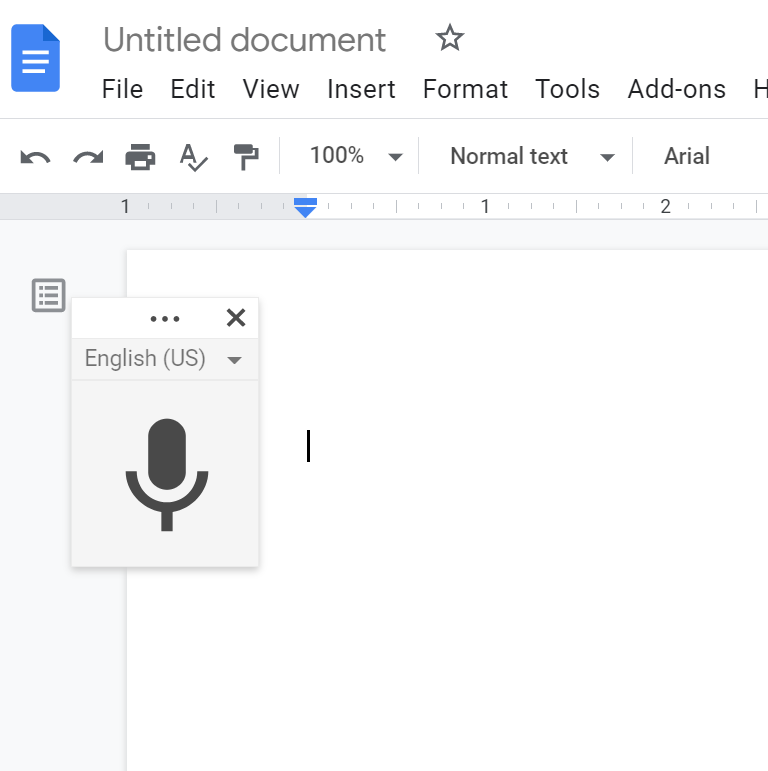 Untitled document
File Edit View Insert Format Tools Add-ons H
100% Normal text Arial
1 1 2
English (US)